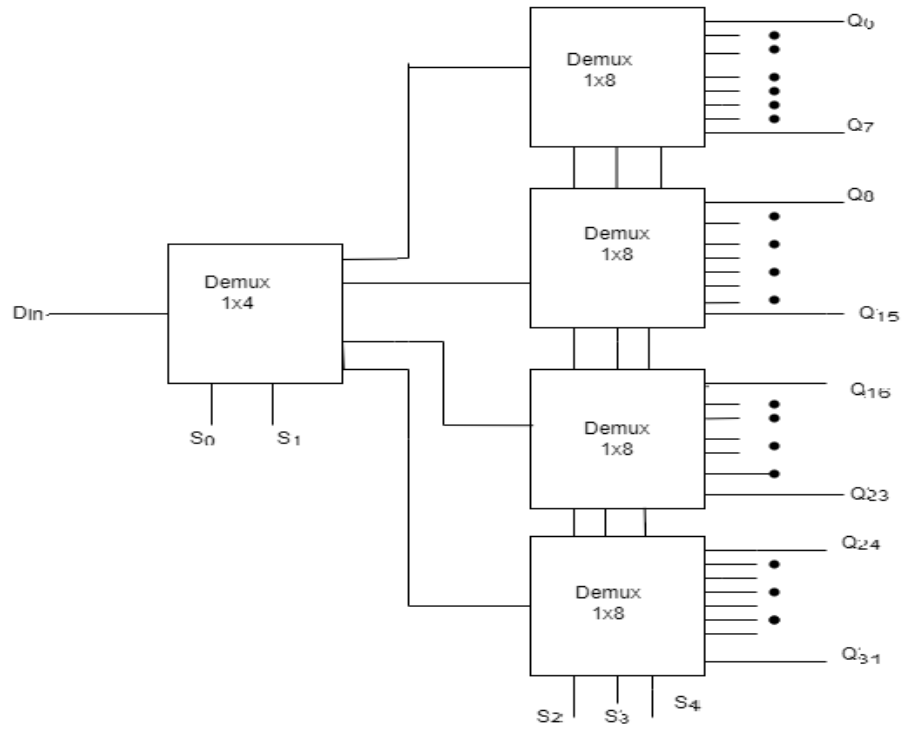 Q0
Demux
1x8
Q7
Q8
Demux
1x8
Demux
1x4
Din
Q15
Q16
S0 S1
Demux
1x8
Q23
Q24
Demux
1x8
Q31
S2 S3 S4